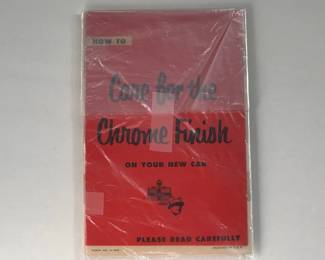 HOW TO
Care for the
Chrome Finish
ON YOUR NEW CAR
PLEASE READ CAREFULLY